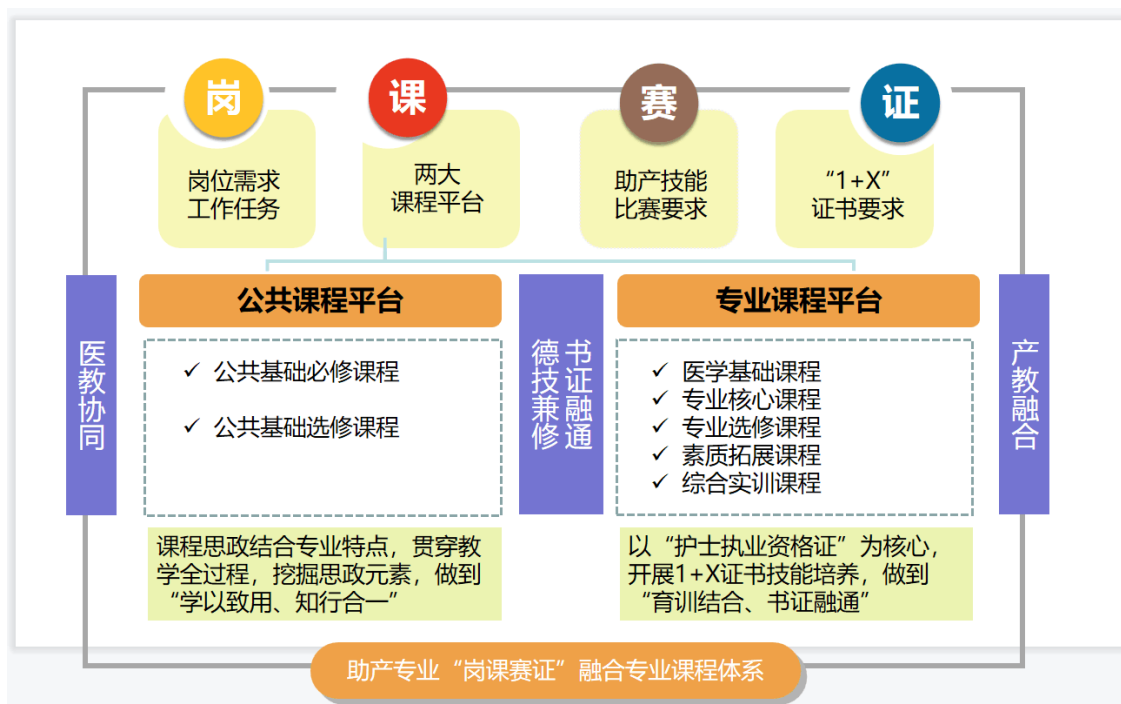 岗
课
赛
证
岗位需求
工作任务
两大
课程平台
助产技能
比赛要求
“1+X”
证书要求
医教协同
公共课程平台
✓ 公共基础必修课程
✓ 公共基础选修课程
课程思政结合专业特点，贯穿教
学全过程，挖掘思政元素，做到
“学以致用、知行合一”
德技兼修
书证融通
专业课程平台
✓ 医学基础课程
✓ 专业核心课程
✓ 专业选修课程
✓ 素质拓展课程
✓ 综合实训课程
以“护士执业资格证”为核心，
开展1+X证书技能培养，做到
“育训结合、书证融通”
产教融合
助产专业“岗课赛证”融合专业课程体系